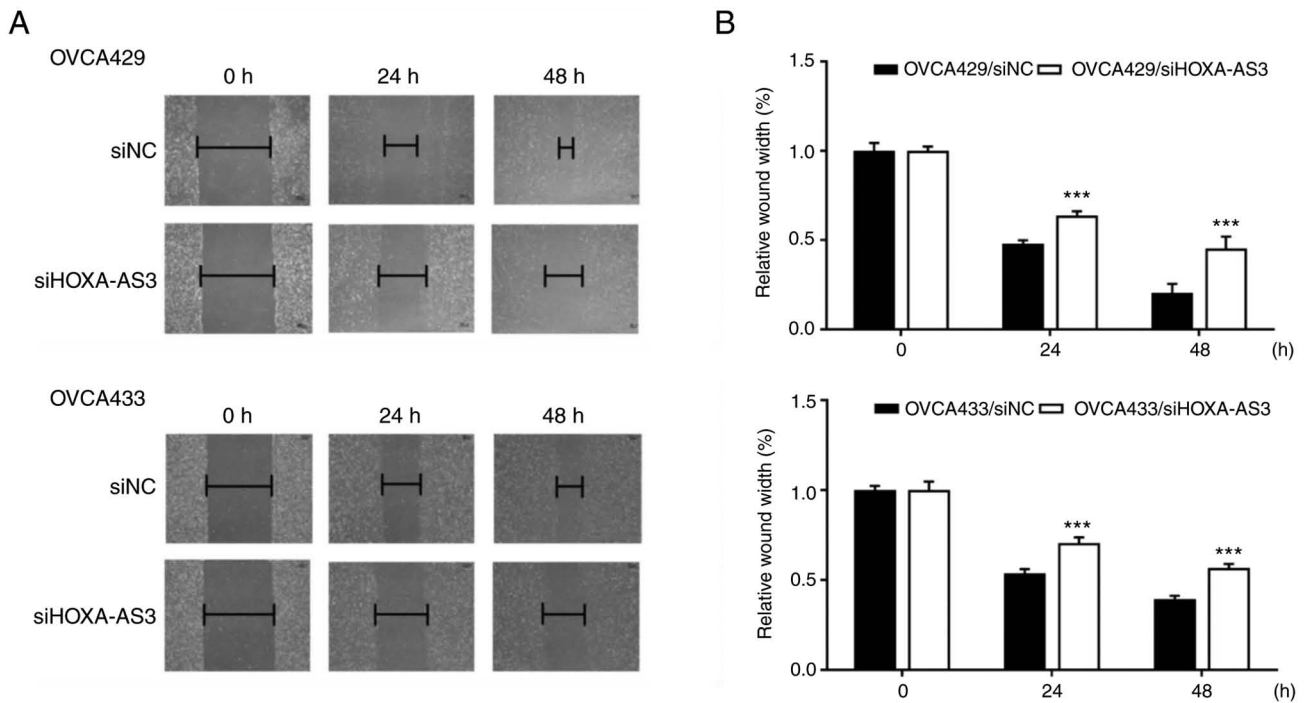 A
OVCA429
0 h 24 h 48 h
siNC
siHOXA-AS3
OVCA433
0 h 24 h 48 h
siNC
siHOXA-AS3
B
1.5
OVCA429/siNC OVCA429/siHOXA-AS3
Relative wound width (%)
1.0
***
***
0.5
0.0
0 24 48 (h)
1.5
OVCA433/siNC OVCA433/siHOXA-AS3
Relative wound width (%)
1.0
***
***
0.5
0.0
0 24 48 (h)